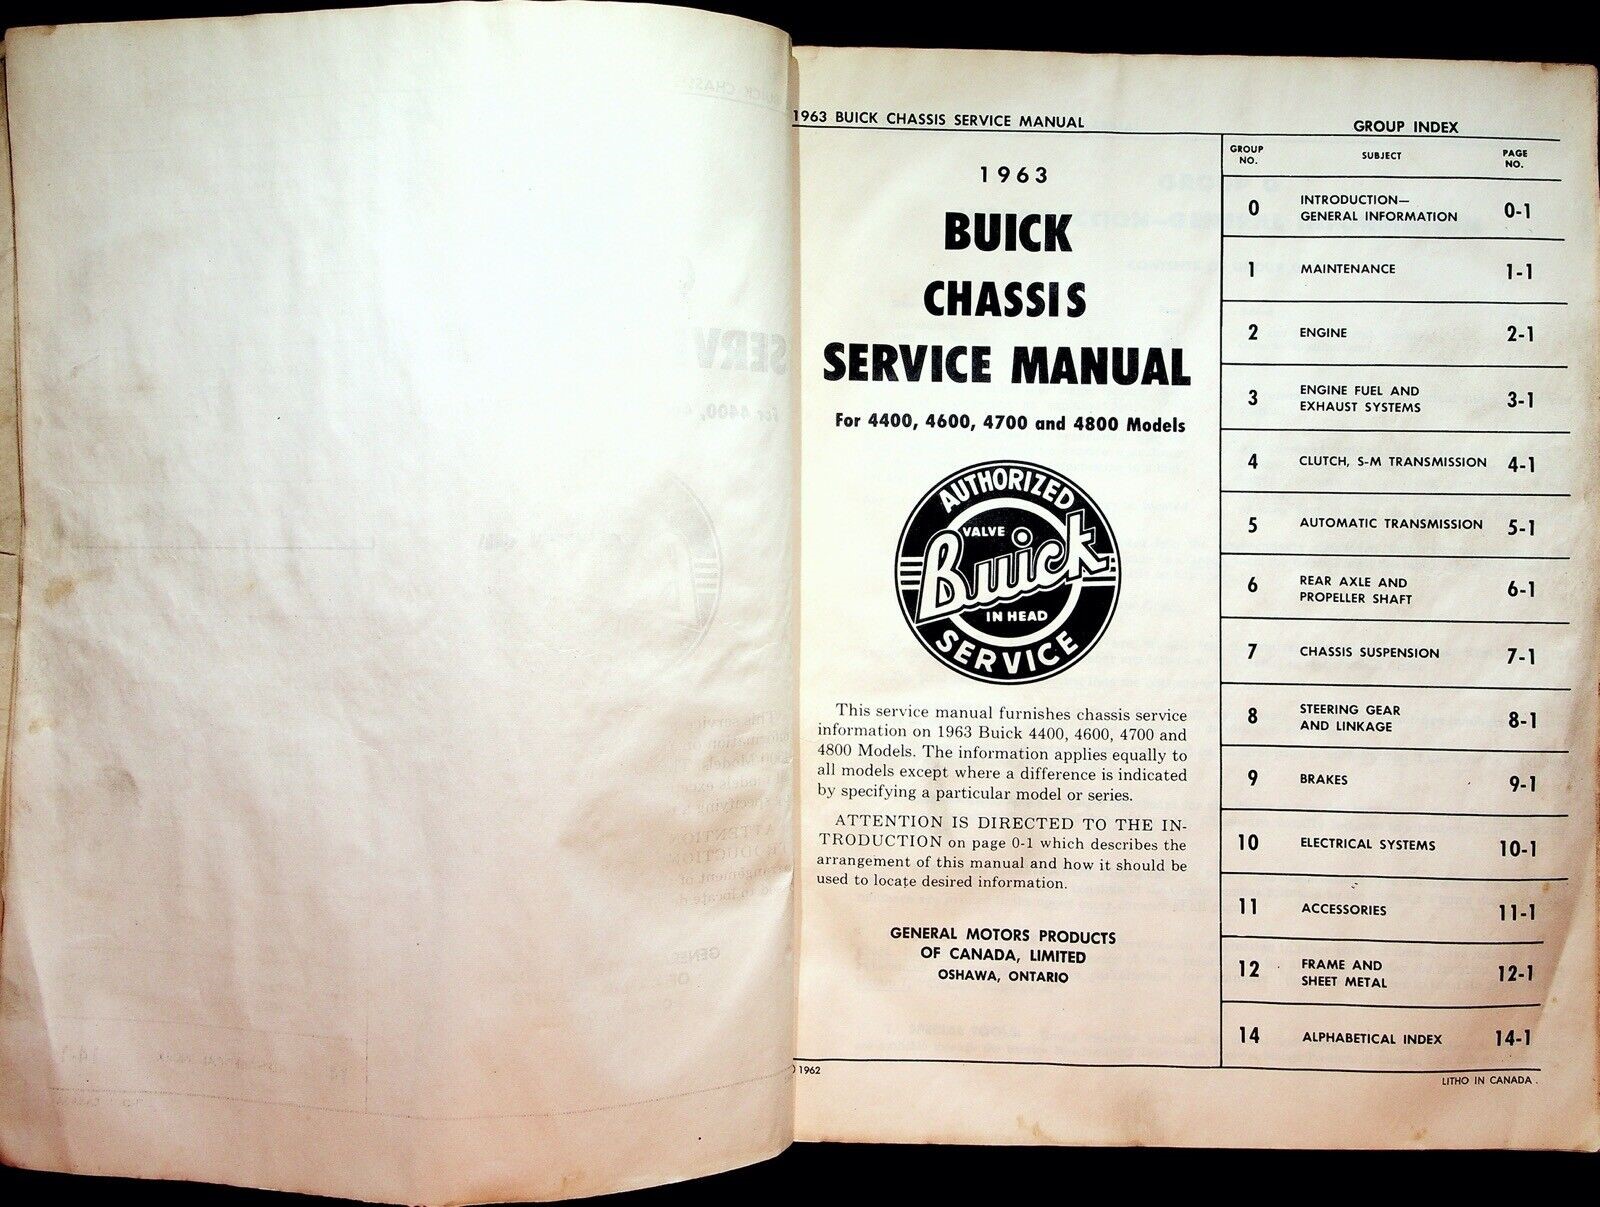 1963 BUICK CHASSIS SERVICE MANUAL
1963
BUICK
CHASSIS
SERVICE MANUAL
For 4400, 4600, 4700 and 4800 Models
AUTHORIZED
VALVE
Buick
IN HEAD
SERVICE
This service manual furnishes chassis service
information on 1963 Buick 4400, 4600, 4700 and
4800 Models. The information applies equally to
all models except where a difference is indicated
by specifying a particular model or series.
ATTENTION IS DIRECTED TO THE IN-
TRODUCTION on page 0-1 which describes the
arrangement of this manual and how it should be
used to locate desired information.
GENERAL MOTORS PRODUCTS
OF CANADA, LIMITED
OSHAWA, ONTARIO
1962
GROUP INDEX
GROUP NO. SUBJECT PAGE NO.
0 INTRODUCTION— 0-1
GENERAL INFORMATION
1 MAINTENANCE 1-1
2 ENGINE 2-1
3 ENGINE FUEL AND 3-1
EXHAUST SYSTEMS
4 CLUTCH, S-M TRANSMISSION 4-1
5 AUTOMATIC TRANSMISSION 5-1
6 REAR AXLE AND 6-1
PROPELLER SHAFT
7 CHASSIS SUSPENSION 7-1
8 STEERING GEAR 8-1
AND LINKAGE
9 BRAKES 9-1
10 ELECTRICAL SYSTEMS 10-1
11 ACCESSORIES 11-1
12 FRAME AND 12-1
SHEET METAL
14 ALPHABETICAL INDEX 14-1
LITHO IN CANADA.